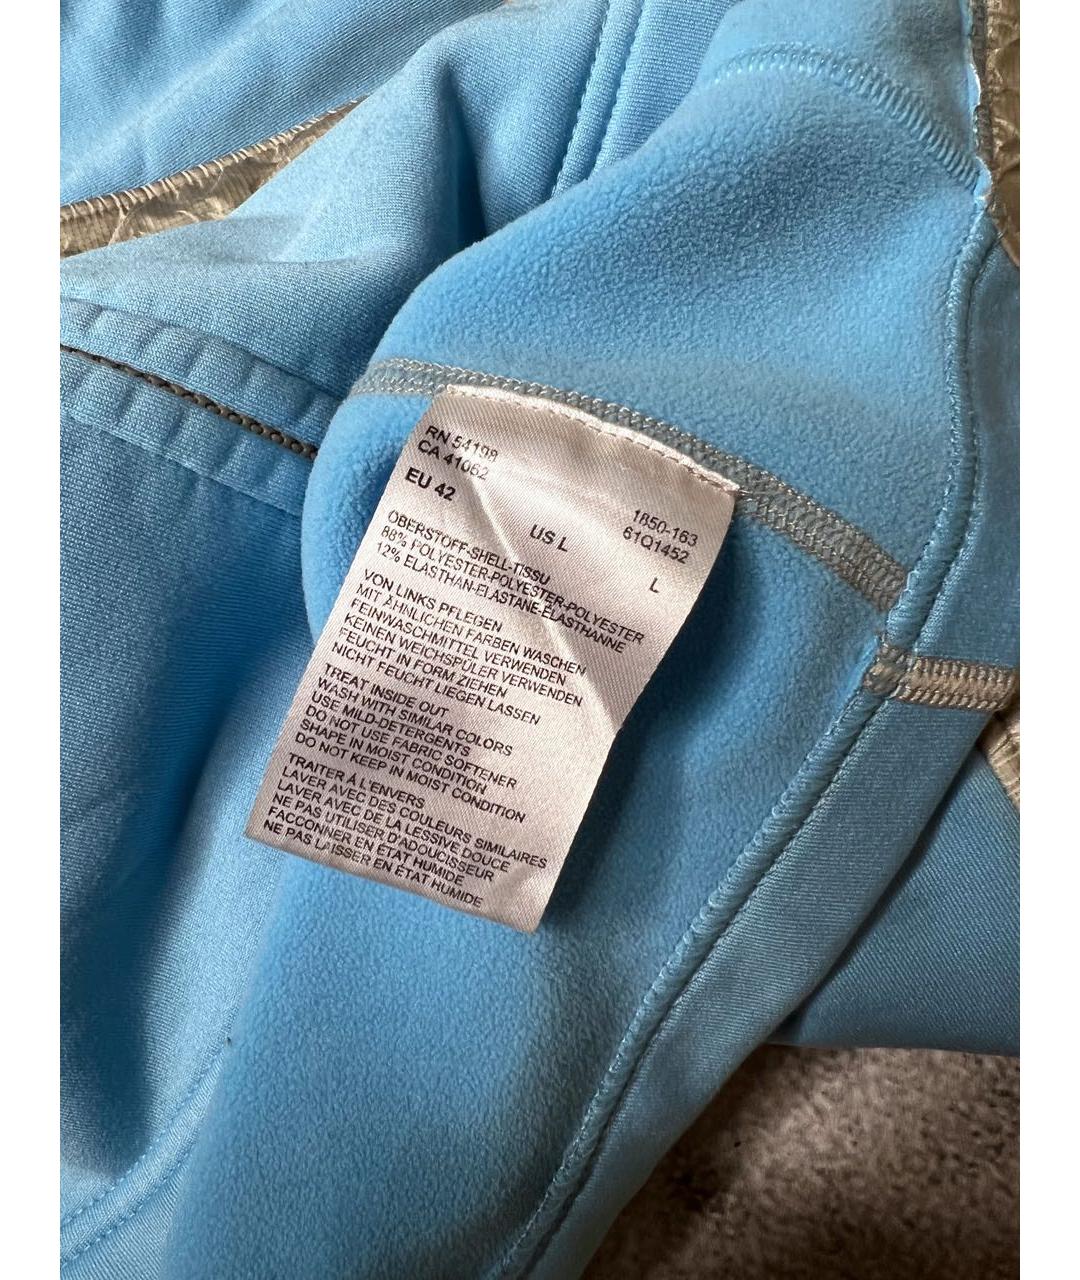 RN 54198
CA 41062
EU 42
US L
1850-163
61Q1452
L
OBERSTOFF-SHELL-TISSU
88% POLYESTER-POLYESTER-POLYESTER
12% ELASTHAN-ELASTANE-ELASTHANNE
VON LINKS PFLEGEN
MIT ÄHNLICHEN FARBEN WASCHEN
FEINWASCHMITTEL VERWENDEN
KEINEN WEICHSPÜLER VERWENDEN
FEUCHT IN FORM ZIEHEN
NICHT FEUCHT LIEGEN LASSEN
TREAT INSIDE OUT
WASH WITH SIMILAR COLORS
USE MILD-DETERGENTS
DO NOT USE FABRIC SOFTENER
SHAPE IN MOIST CONDITION
DO NOT KEEP IN MOIST CONDITION
TRAITER À L'ENVERS
LAVER AVEC DES COULEURS SIMILAIRES
LAVER AVEC DE LA LESSIVE DOUCE
NE PAS UTILISER D'ADOUCISSEUR
FACCONNER EN ÉTAT HUMIDE
NE PAS LAISSER EN ÉTAT HUMIDE